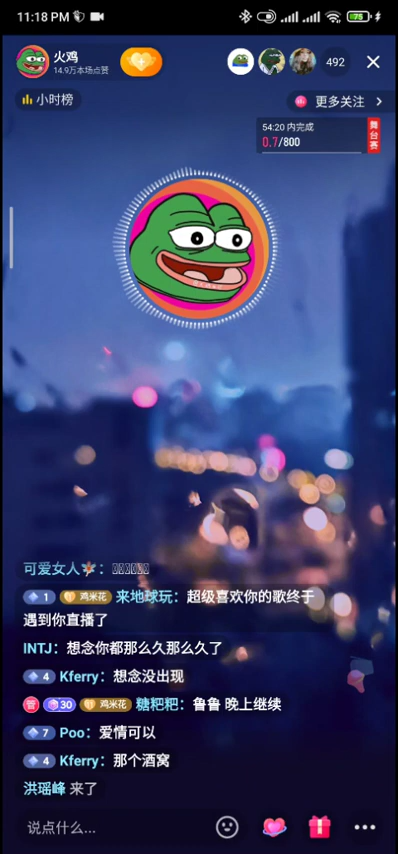 11:18 PM
75
火鸡
14.9万本场点赞
492
小时榜
更多关注
54:20 内完成
0.7/800
舞台赛
可爱女人：
1 鸡米花 来地球玩：超级喜欢你的歌终于
遇到你直播了
INTJ：想念你都那么久那么久了
4 Kferry：想念没出现
管 30 鸡米花 糖粑粑：鲁鲁 晚上继续
7 Poo：爱情可以
4 Kferry：那个酒窝
洪瑶峰 来了
说点什么...